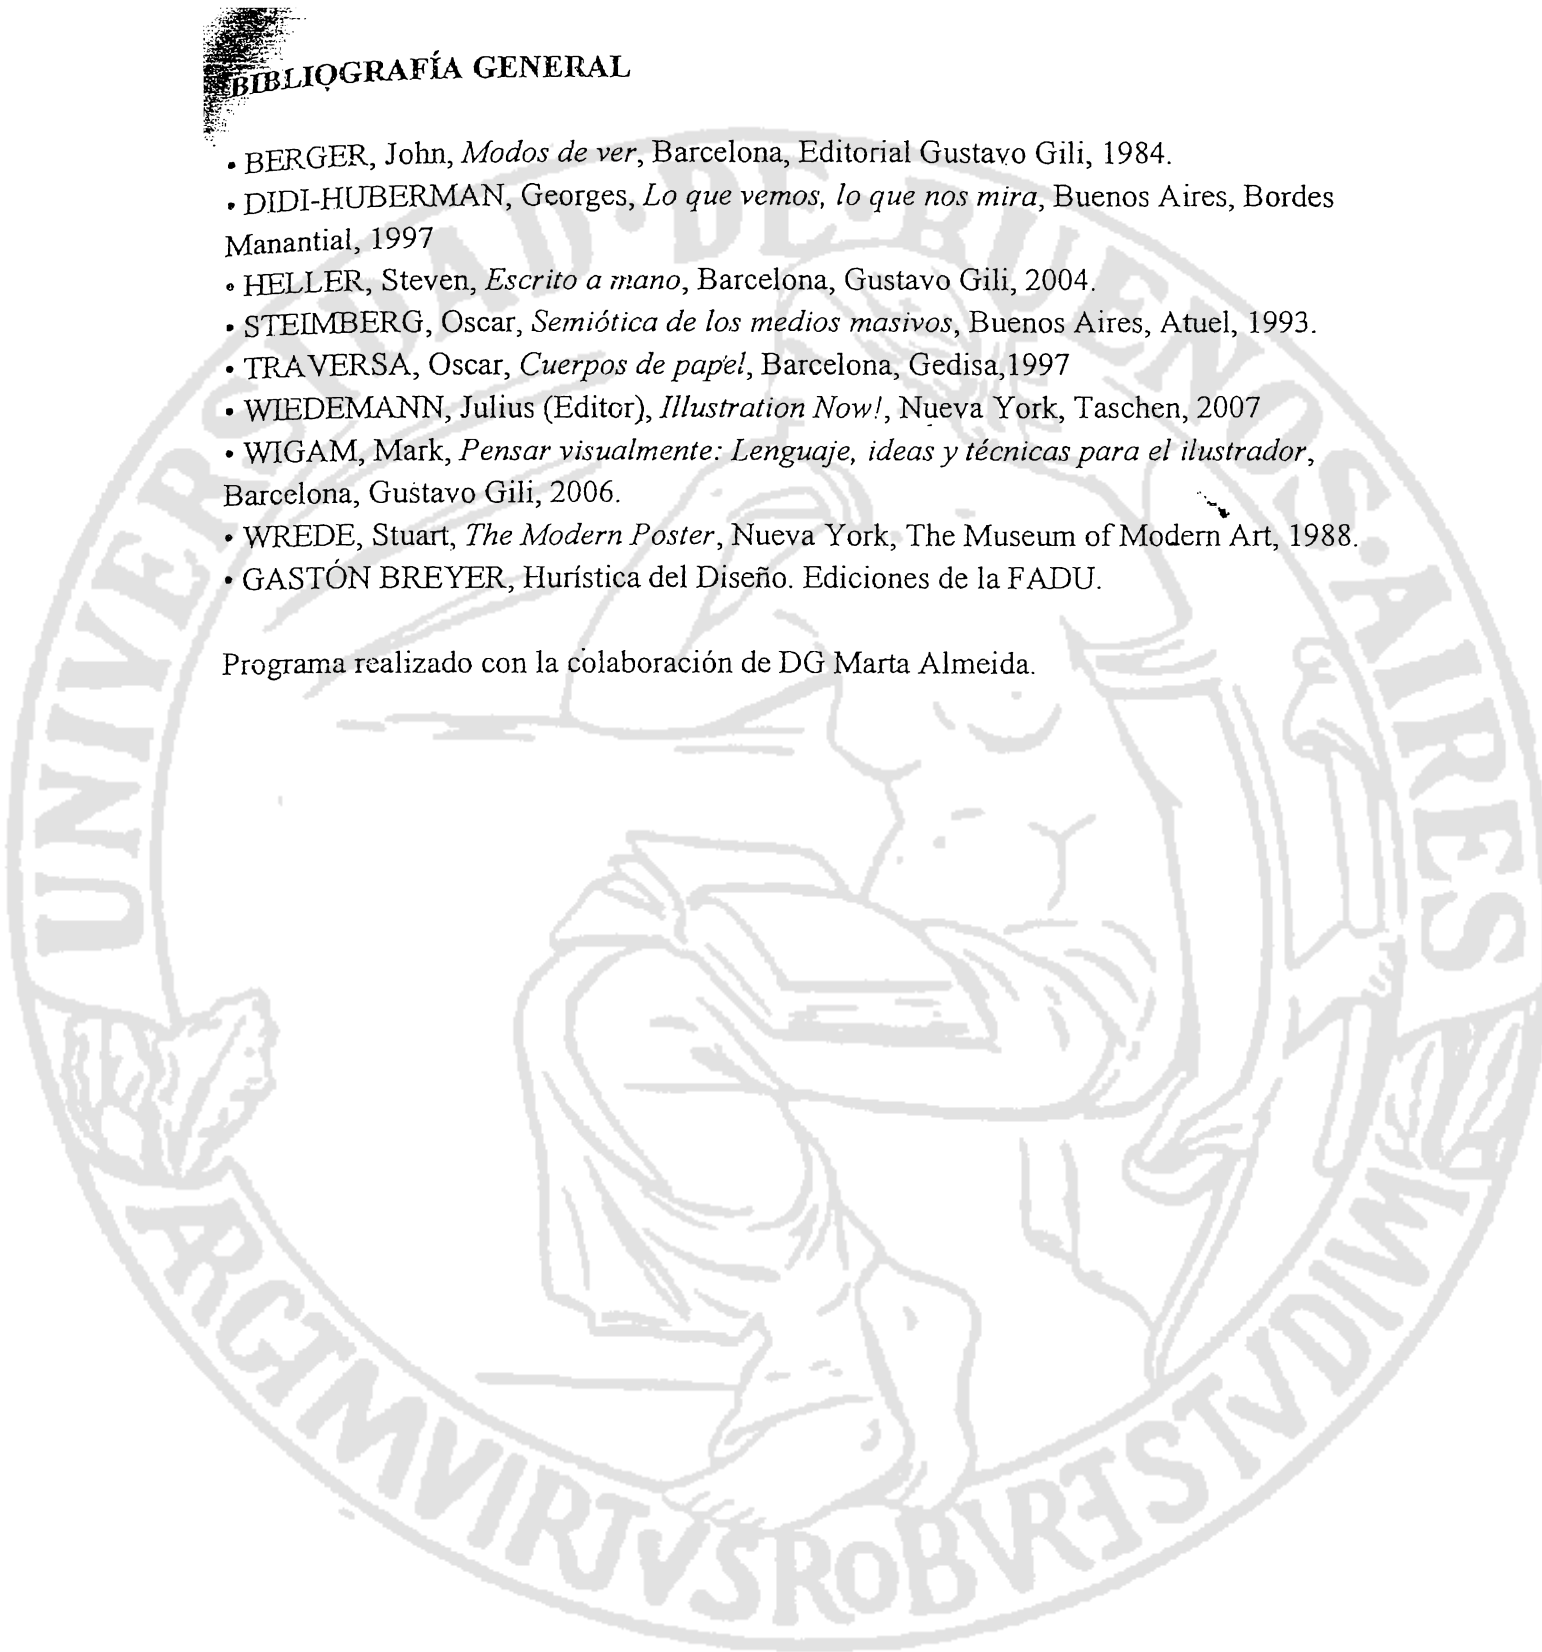 BIBLIOGRAFÍA GENERAL
• BERGER, John, Modos de ver, Barcelona, Editorial Gustavo Gili, 1984.
• DIDI-HUBERMAN, Georges, Lo que vemos, lo que nos mira, Buenos Aires, Bordes
Manantial, 1997
• HELLER, Steven, Escrito a mano, Barcelona, Gustavo Gili, 2004.
• STEIMBERG, Oscar, Semiótica de los medios masivos, Buenos Aires, Atuel, 1993.
• TRAVERSA, Oscar, Cuerpos de papel, Barcelona, Gedisa,1997
• WIEDEMANN, Julius (Editor), Illustration Now!, Nueva York, Taschen, 2007
• WIGAM, Mark, Pensar visualmente: Lenguaje, ideas y técnicas para el ilustrador,
Barcelona, Gustavo Gili, 2006.
• WREDE, Stuart, The Modern Poster, Nueva York, The Museum of Modern Art, 1988.
• GASTÓN BREYER, Hurística del Diseño. Ediciones de la FADU.
Programa realizado con la colaboración de DG Marta Almeida.
UNIVERSIDAD•DE•BUENOS•AIRES
ARGTMVIRTVSROBVRETSTVDIVM